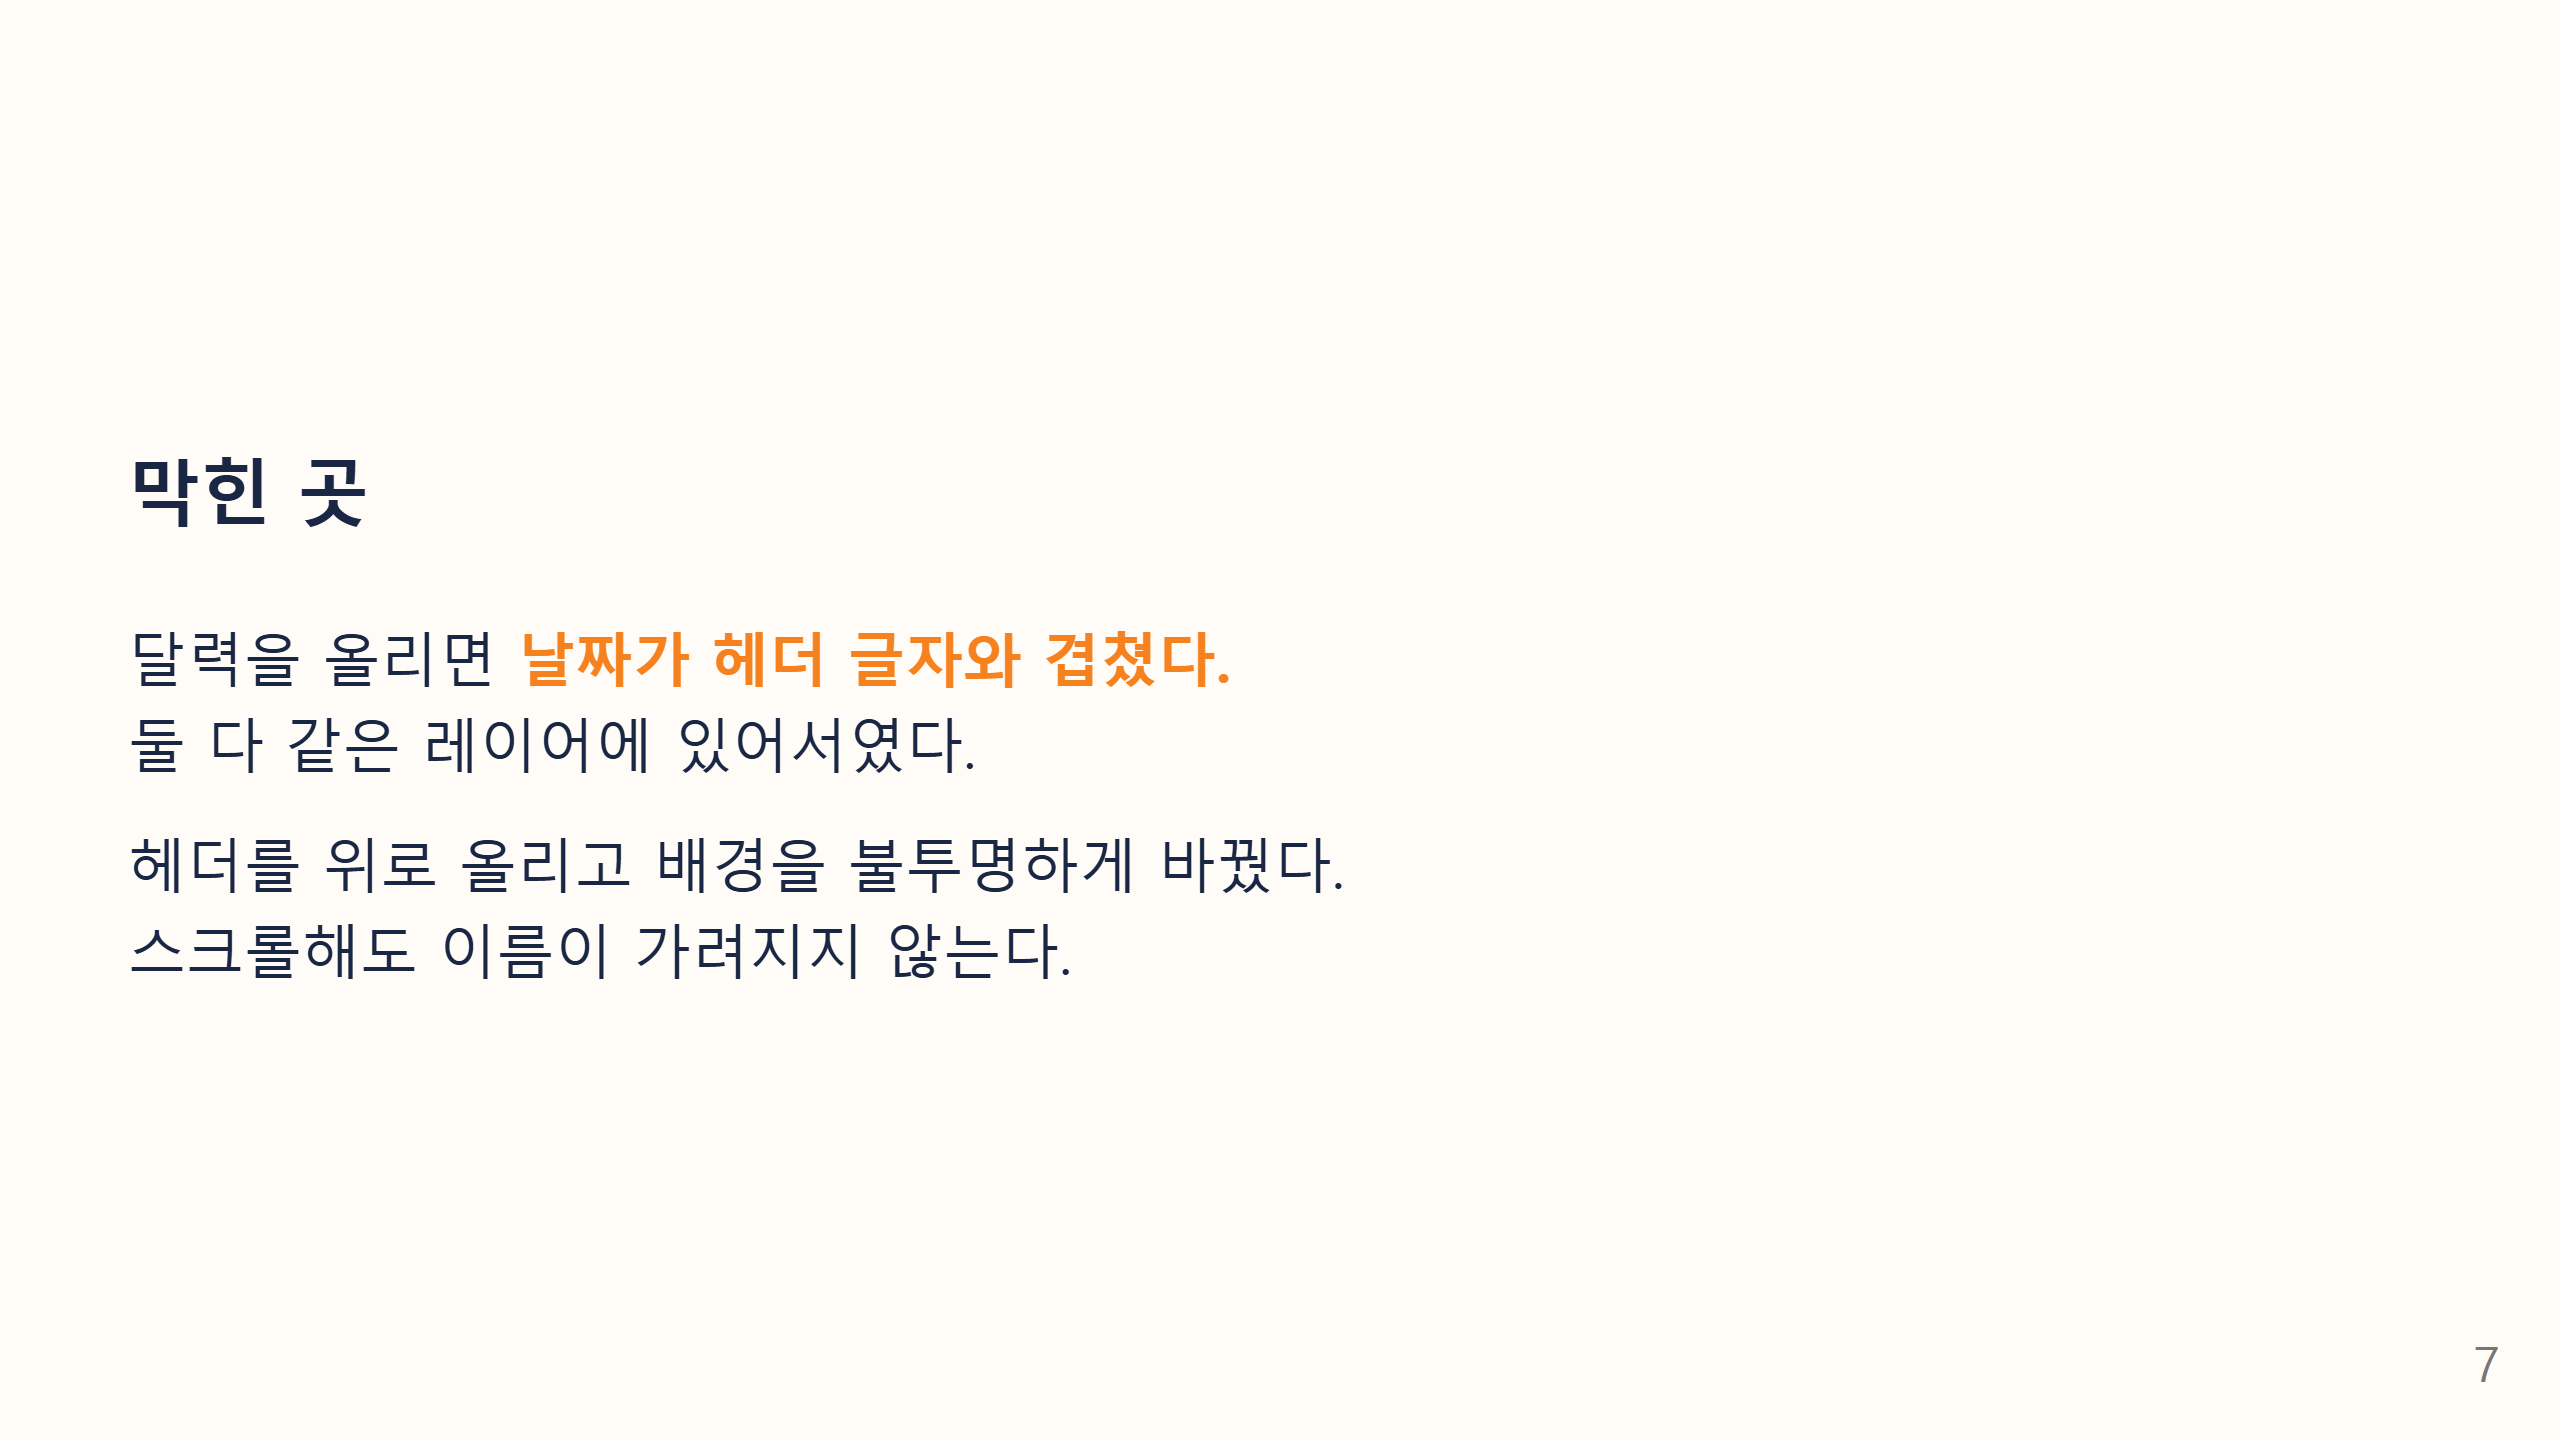 막힌 곳
달력을 올리면 날짜가 헤더 글자와 겹쳤다.
둘 다 같은 레이어에 있어서였다.
헤더를 위로 올리고 배경을 불투명하게 바꿨다.
스크롤해도 이름이 가려지지 않는다.
7